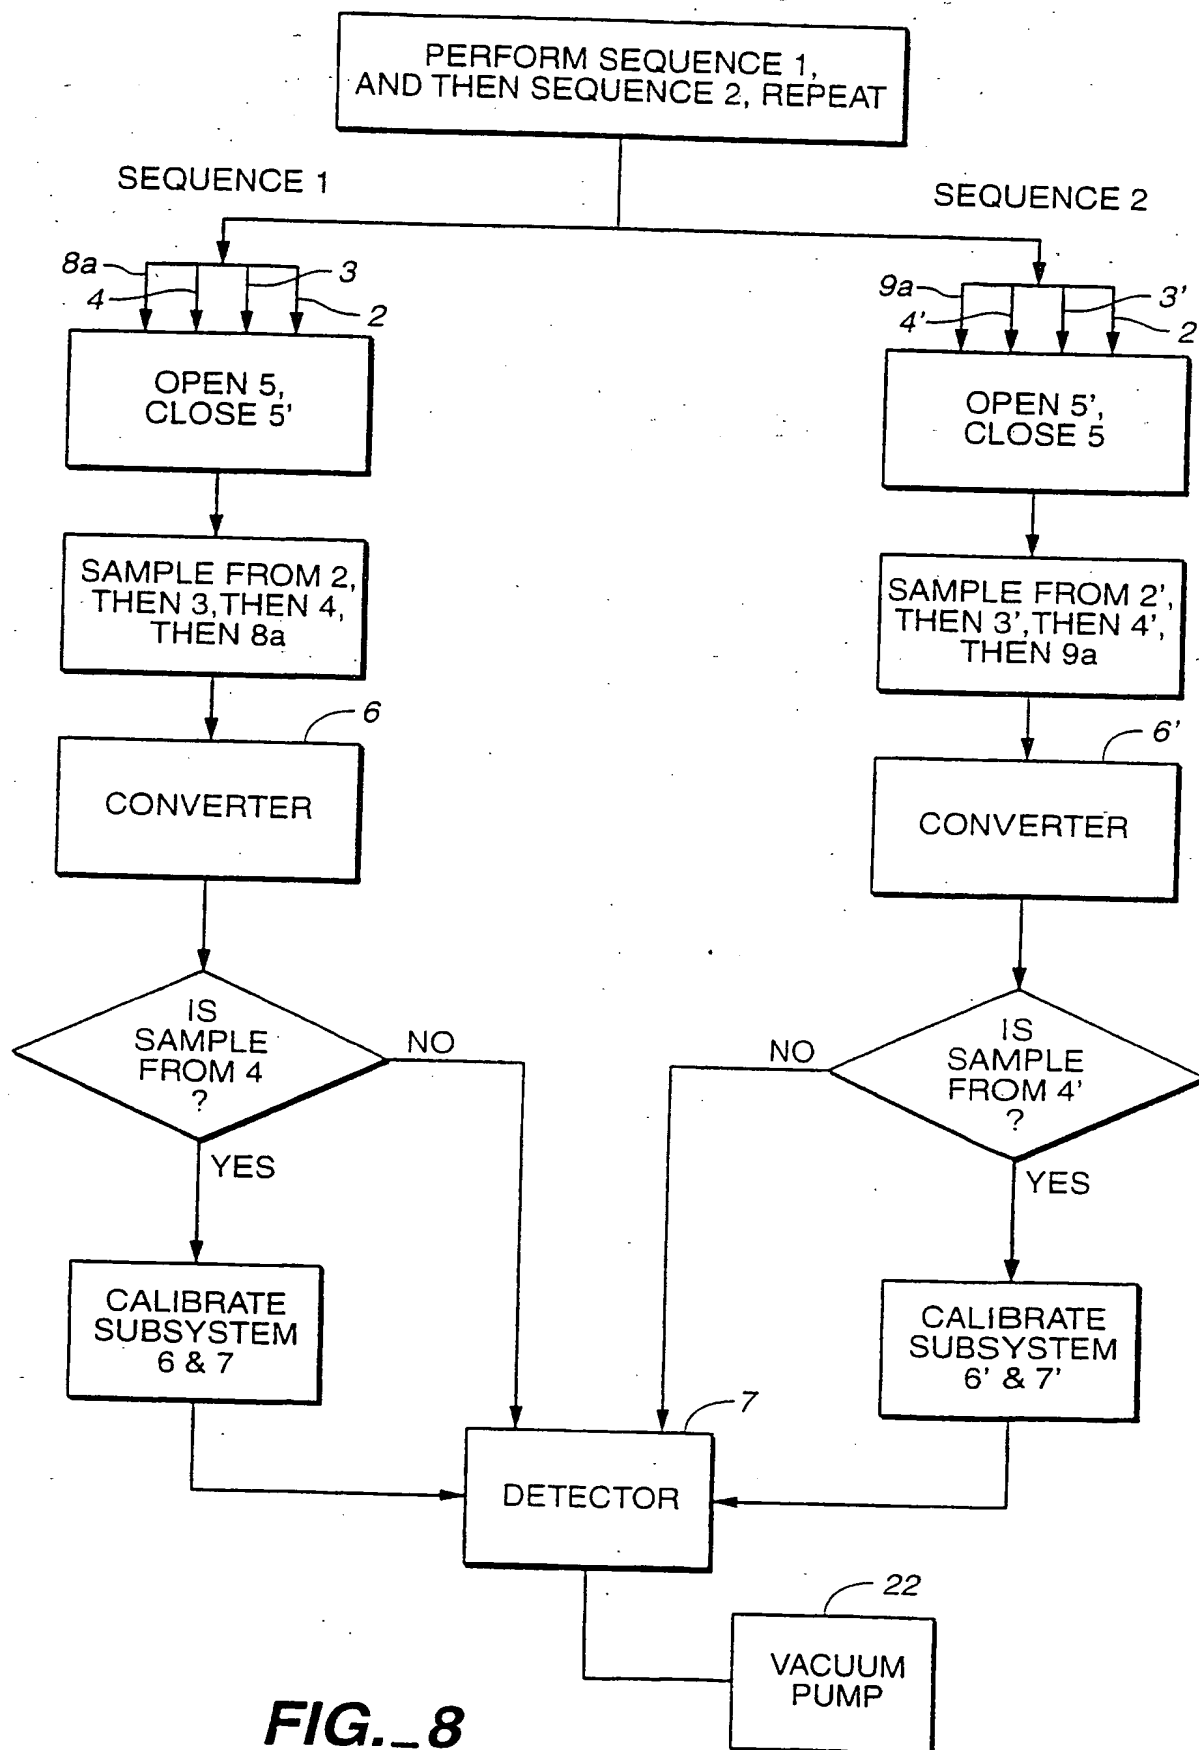 PERFORM SEQUENCE 1,
AND THEN SEQUENCE 2, REPEAT
SEQUENCE 1
SEQUENCE 2
8a
4
3
2
9a
4'
3'
2
OPEN 5,
CLOSE 5'
OPEN 5',
CLOSE 5
SAMPLE FROM 2,
THEN 3, THEN 4,
THEN 8a
SAMPLE FROM 2',
THEN 3', THEN 4',
THEN 9a
6
CONVERTER
6'
CONVERTER
IS
SAMPLE
FROM 4
?
NO
YES
IS
SAMPLE
FROM 4'
?
NO
YES
CALIBRATE
SUBSYSTEM
6 & 7
CALIBRATE
SUBSYSTEM
6' & 7'
7
DETECTOR
22
VACUUM
PUMP
FIG._8